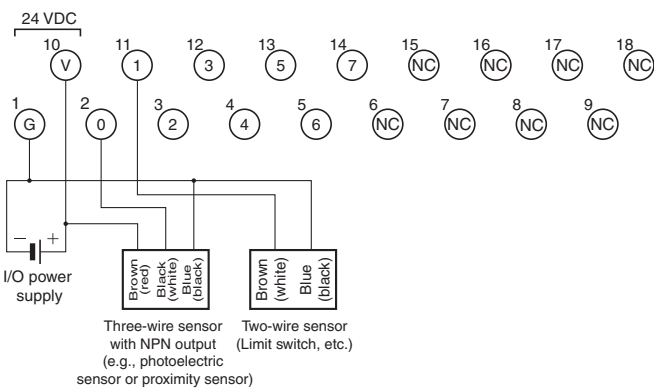 24 VDC
10 11 12 13 14 15 16 17 18
V 1 3 5 7 NC NC NC NC
1 2 3 4 5 6 7 8 9
G 0 2 4 6 NC NC NC NC
− +
I/O power
supply
Brown
(red)
Black
(white)
Blue
(black)
Brown
(white)
Blue
(black)
Three-wire sensor
with NPN output
(e.g., photoelectric
sensor or proximity sensor)
Two-wire sensor
(Limit switch, etc.)